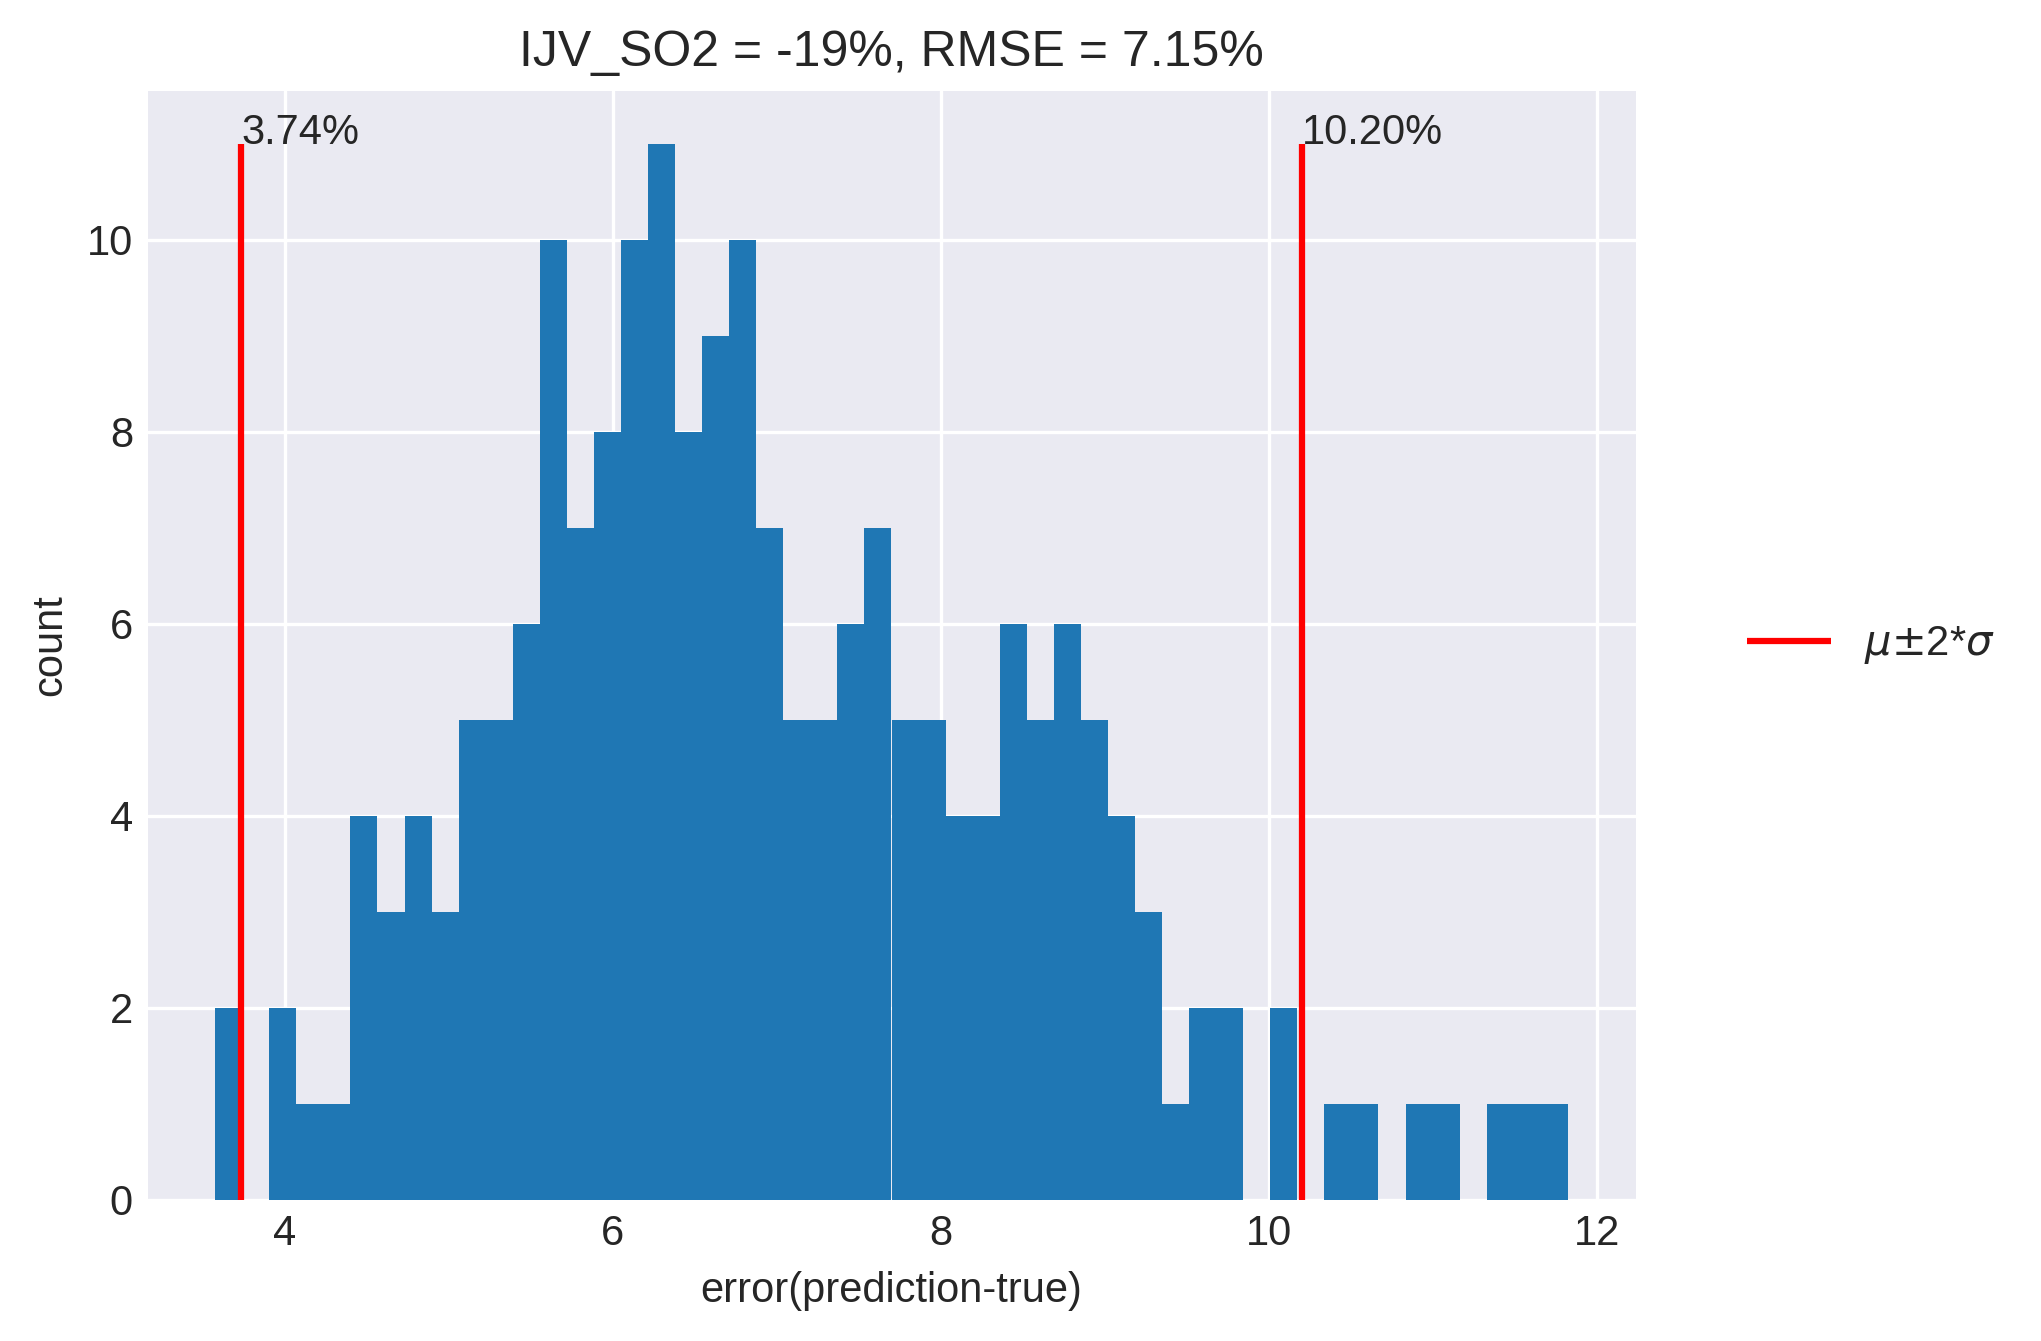 IJV_SO2 = -19%, RMSE = 7.15%
3.74%
10.20%
10
8
6
4
2
0
count
4 6 8 10 12
error(prediction-true)
μ±2*σ